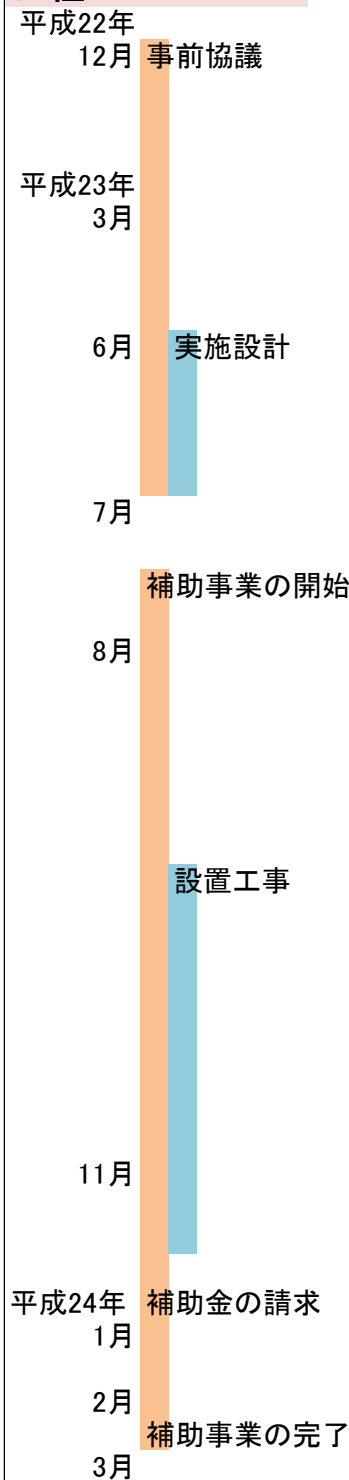 平成22年
12月 事前協議
平成23年
3月
6月 実施設計
7月
補助事業の開始
8月
設置工事
11月
平成24年 補助金の請求
1月
2月
補助事業の完了
3月